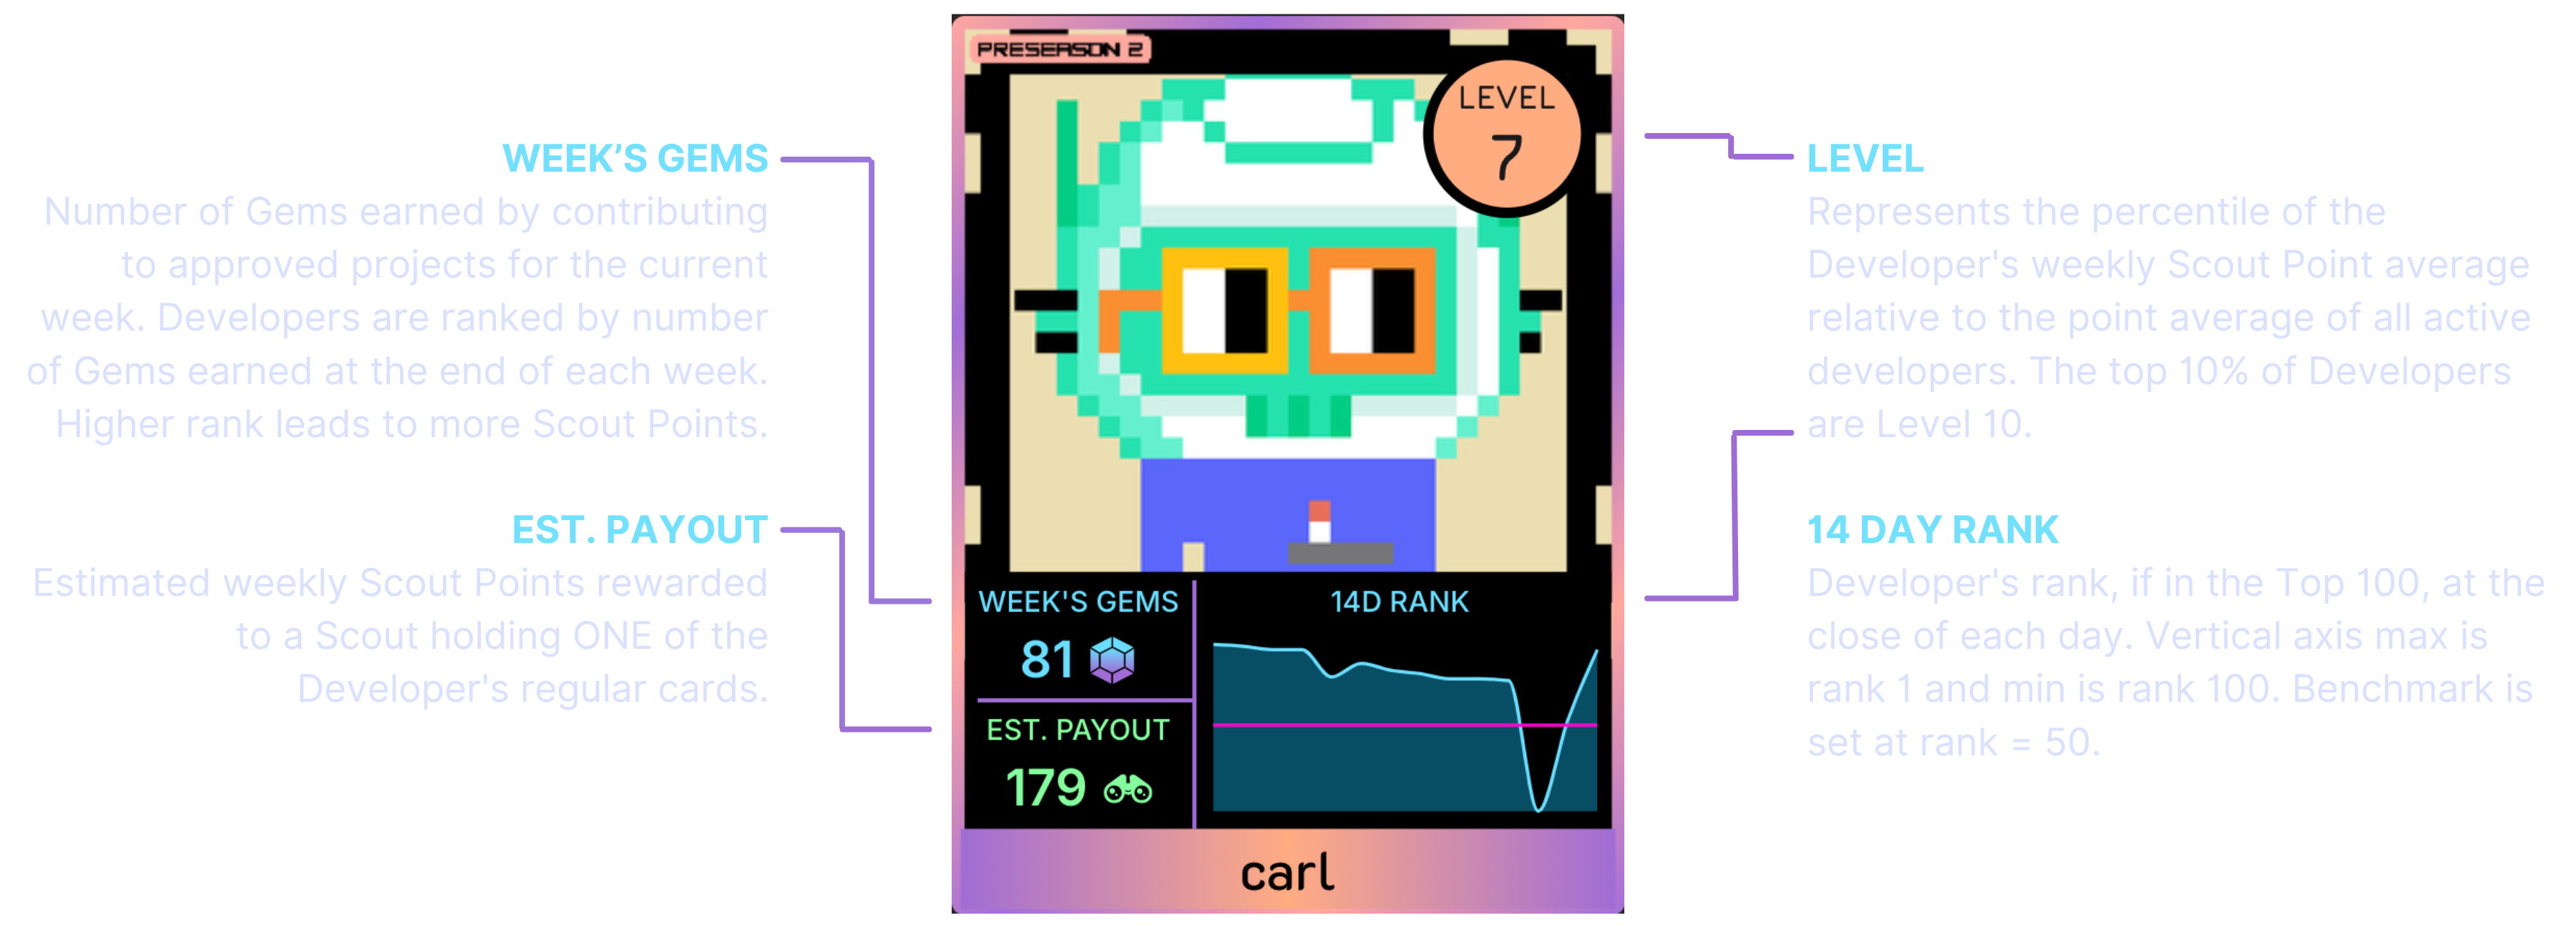 WEEK'S GEMS
Number of Gems earned by contributing
to approved projects for the current
week. Developers are ranked by number
of Gems earned at the end of each week.
Higher rank leads to more Scout Points.
EST. PAYOUT
Estimated weekly Scout Points rewarded
to a Scout holding ONE of the
Developer's regular cards.
PRESEASON 2
LEVEL
7
WEEK'S GEMS
81
EST. PAYOUT
179
14D RANK
carl
LEVEL
Represents the percentile of the
Developer's weekly Scout Point average
relative to the point average of all active
developers. The top 10% of Developers
are Level 10.
14 DAY RANK
Developer's rank, if in the Top 100, at the
close of each day. Vertical axis max is
rank 1 and min is rank 100. Benchmark is
set at rank = 50.